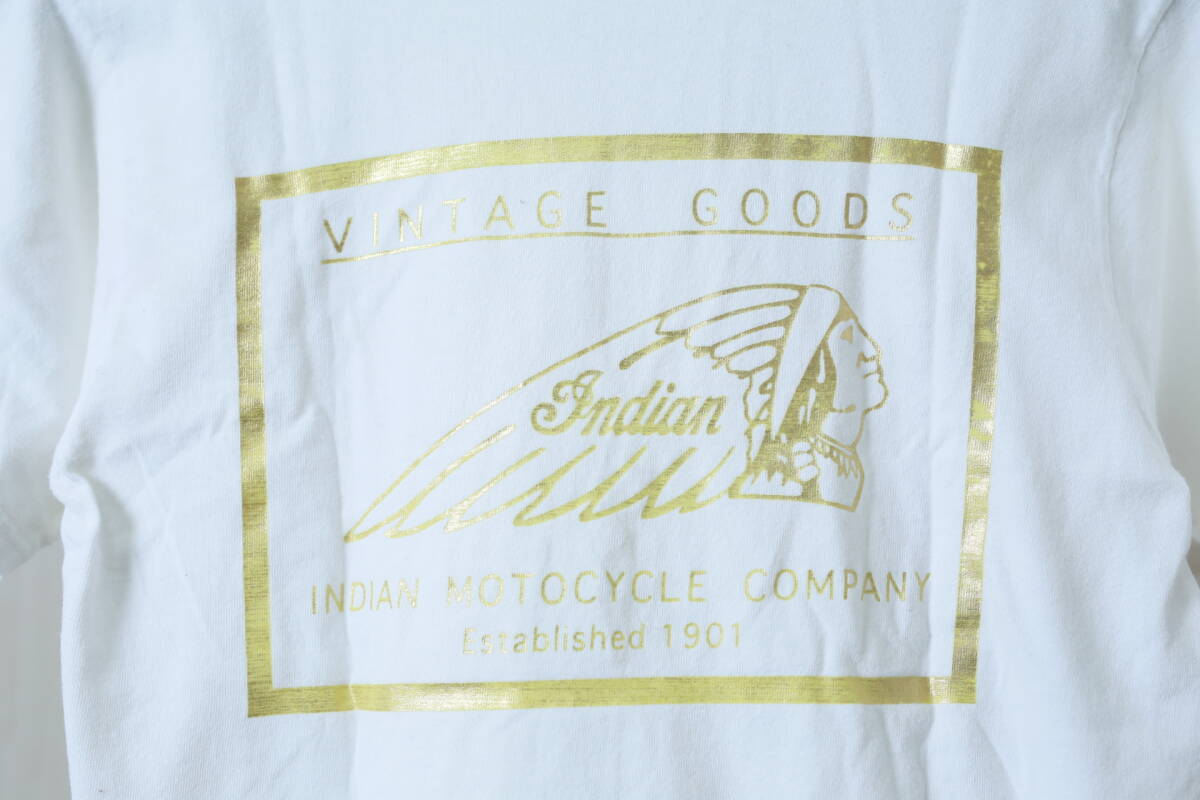 VINTAGE GOODS
Indian
INDIAN MOTOCYCLE COMPANY
Established 1901